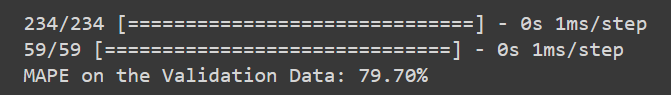 234/234 [==============================] - 0s 1ms/step
59/59 [==============================] - 0s 1ms/step
MAPE on the Validation Data: 79.70%